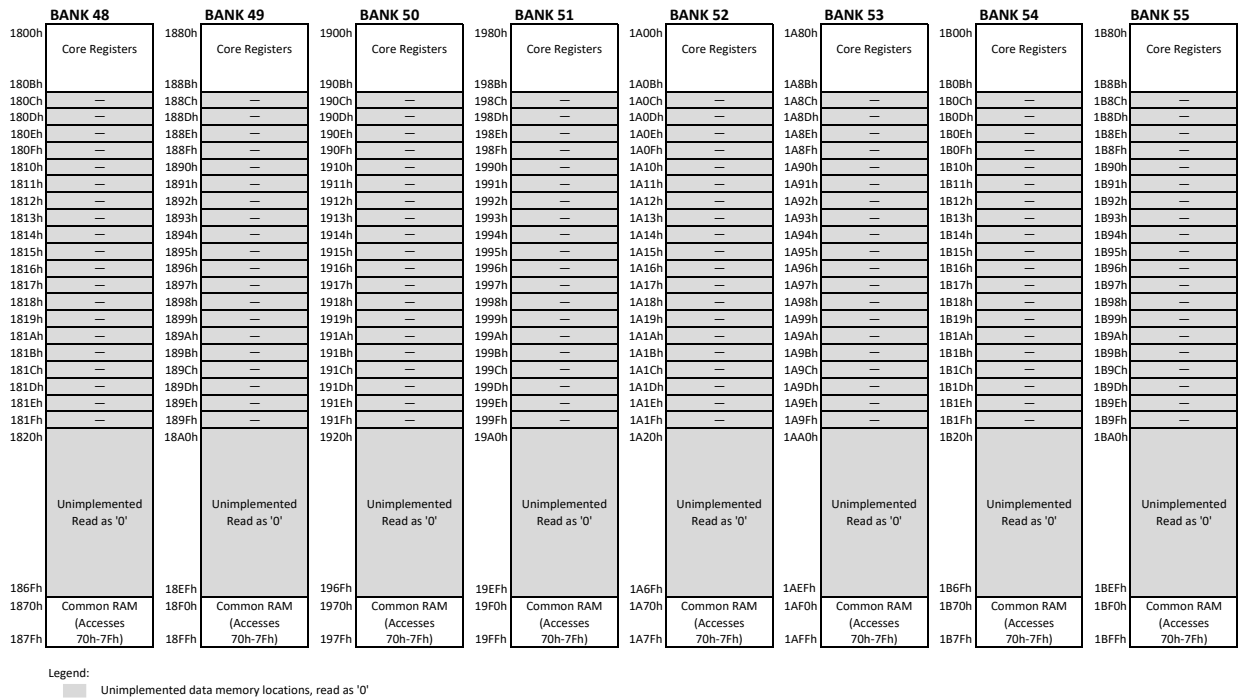 BANK 48 BANK 49 BANK 50 BANK 51 BANK 52 BANK 53 BANK 54 BANK 55
1800h 1880h 1900h 1980h 1A00h 1A80h 1B00h 1B80h
Core Registers Core Registers Core Registers Core Registers Core Registers Core Registers Core Registers Core Registers
180Bh 188Bh 190Bh 198Bh 1A0Bh 1A8Bh 1B0Bh 1B8Bh
180Ch — 188Ch — 190Ch — 198Ch — 1A0Ch — 1A8Ch — 1B0Ch — 1B8Ch —
180Dh — 188Dh — 190Dh — 198Dh — 1A0Dh — 1A8Dh — 1B0Dh — 1B8Dh —
180Eh — 188Eh — 190Eh — 198Eh — 1A0Eh — 1A8Eh — 1B0Eh — 1B8Eh —
180Fh — 188Fh — 190Fh — 198Fh — 1A0Fh — 1A8Fh — 1B0Fh — 1B8Fh —
1810h — 1890h — 1910h — 1990h — 1A10h — 1A90h — 1B10h — 1B90h —
1811h — 1891h — 1911h — 1991h — 1A11h — 1A91h — 1B11h — 1B91h —
1812h — 1892h — 1912h — 1992h — 1A12h — 1A92h — 1B12h — 1B92h —
1813h — 1893h — 1913h — 1993h — 1A13h — 1A93h — 1B13h — 1B93h —
1814h — 1894h — 1914h — 1994h — 1A14h — 1A94h — 1B14h — 1B94h —
1815h — 1895h — 1915h — 1995h — 1A15h — 1A95h — 1B15h — 1B95h —
1816h — 1896h — 1916h — 1996h — 1A16h — 1A96h — 1B16h — 1B96h —
1817h — 1897h — 1917h — 1997h — 1A17h — 1A97h — 1B17h — 1B97h —
1818h — 1898h — 1918h — 1998h — 1A18h — 1A98h — 1B18h — 1B98h —
1819h — 1899h — 1919h — 1999h — 1A19h — 1A99h — 1B19h — 1B99h —
181Ah — 189Ah — 191Ah — 199Ah — 1A1Ah — 1A9Ah — 1B1Ah — 1B9Ah —
181Bh — 189Bh — 191Bh — 199Bh — 1A1Bh — 1A9Bh — 1B1Bh — 1B9Bh —
181Ch — 189Ch — 191Ch — 199Ch — 1A1Ch — 1A9Ch — 1B1Ch — 1B9Ch —
181Dh — 189Dh — 191Dh — 199Dh — 1A1Dh — 1A9Dh — 1B1Dh — 1B9Dh —
181Eh — 189Eh — 191Eh — 199Eh — 1A1Eh — 1A9Eh — 1B1Eh — 1B9Eh —
181Fh — 189Fh — 191Fh — 199Fh — 1A1Fh — 1A9Fh — 1B1Fh — 1B9Fh —
1820h 18A0h 1920h 19A0h 1A20h 1AA0h 1B20h 1BA0h
Unimplemented Unimplemented Unimplemented Unimplemented Unimplemented Unimplemented Unimplemented Unimplemented
Read as '0' Read as '0' Read as '0' Read as '0' Read as '0' Read as '0' Read as '0' Read as '0'
186Fh 18EFh 196Fh 19EFh 1A6Fh 1AEFh 1B6Fh 1BEFh
1870h Common RAM 18F0h Common RAM 1970h Common RAM 19F0h Common RAM 1A70h Common RAM 1AF0h Common RAM 1B70h Common RAM 1BF0h Common RAM
(Accesses (Accesses (Accesses (Accesses (Accesses (Accesses (Accesses (Accesses
187Fh 70h-7Fh) 18FFh 70h-7Fh) 197Fh 70h-7Fh) 19FFh 70h-7Fh) 1A7Fh 70h-7Fh) 1AFFh 70h-7Fh) 1B7Fh 70h-7Fh) 1BFFh 70h-7Fh)
Legend:
Unimplemented data memory locations, read as '0'